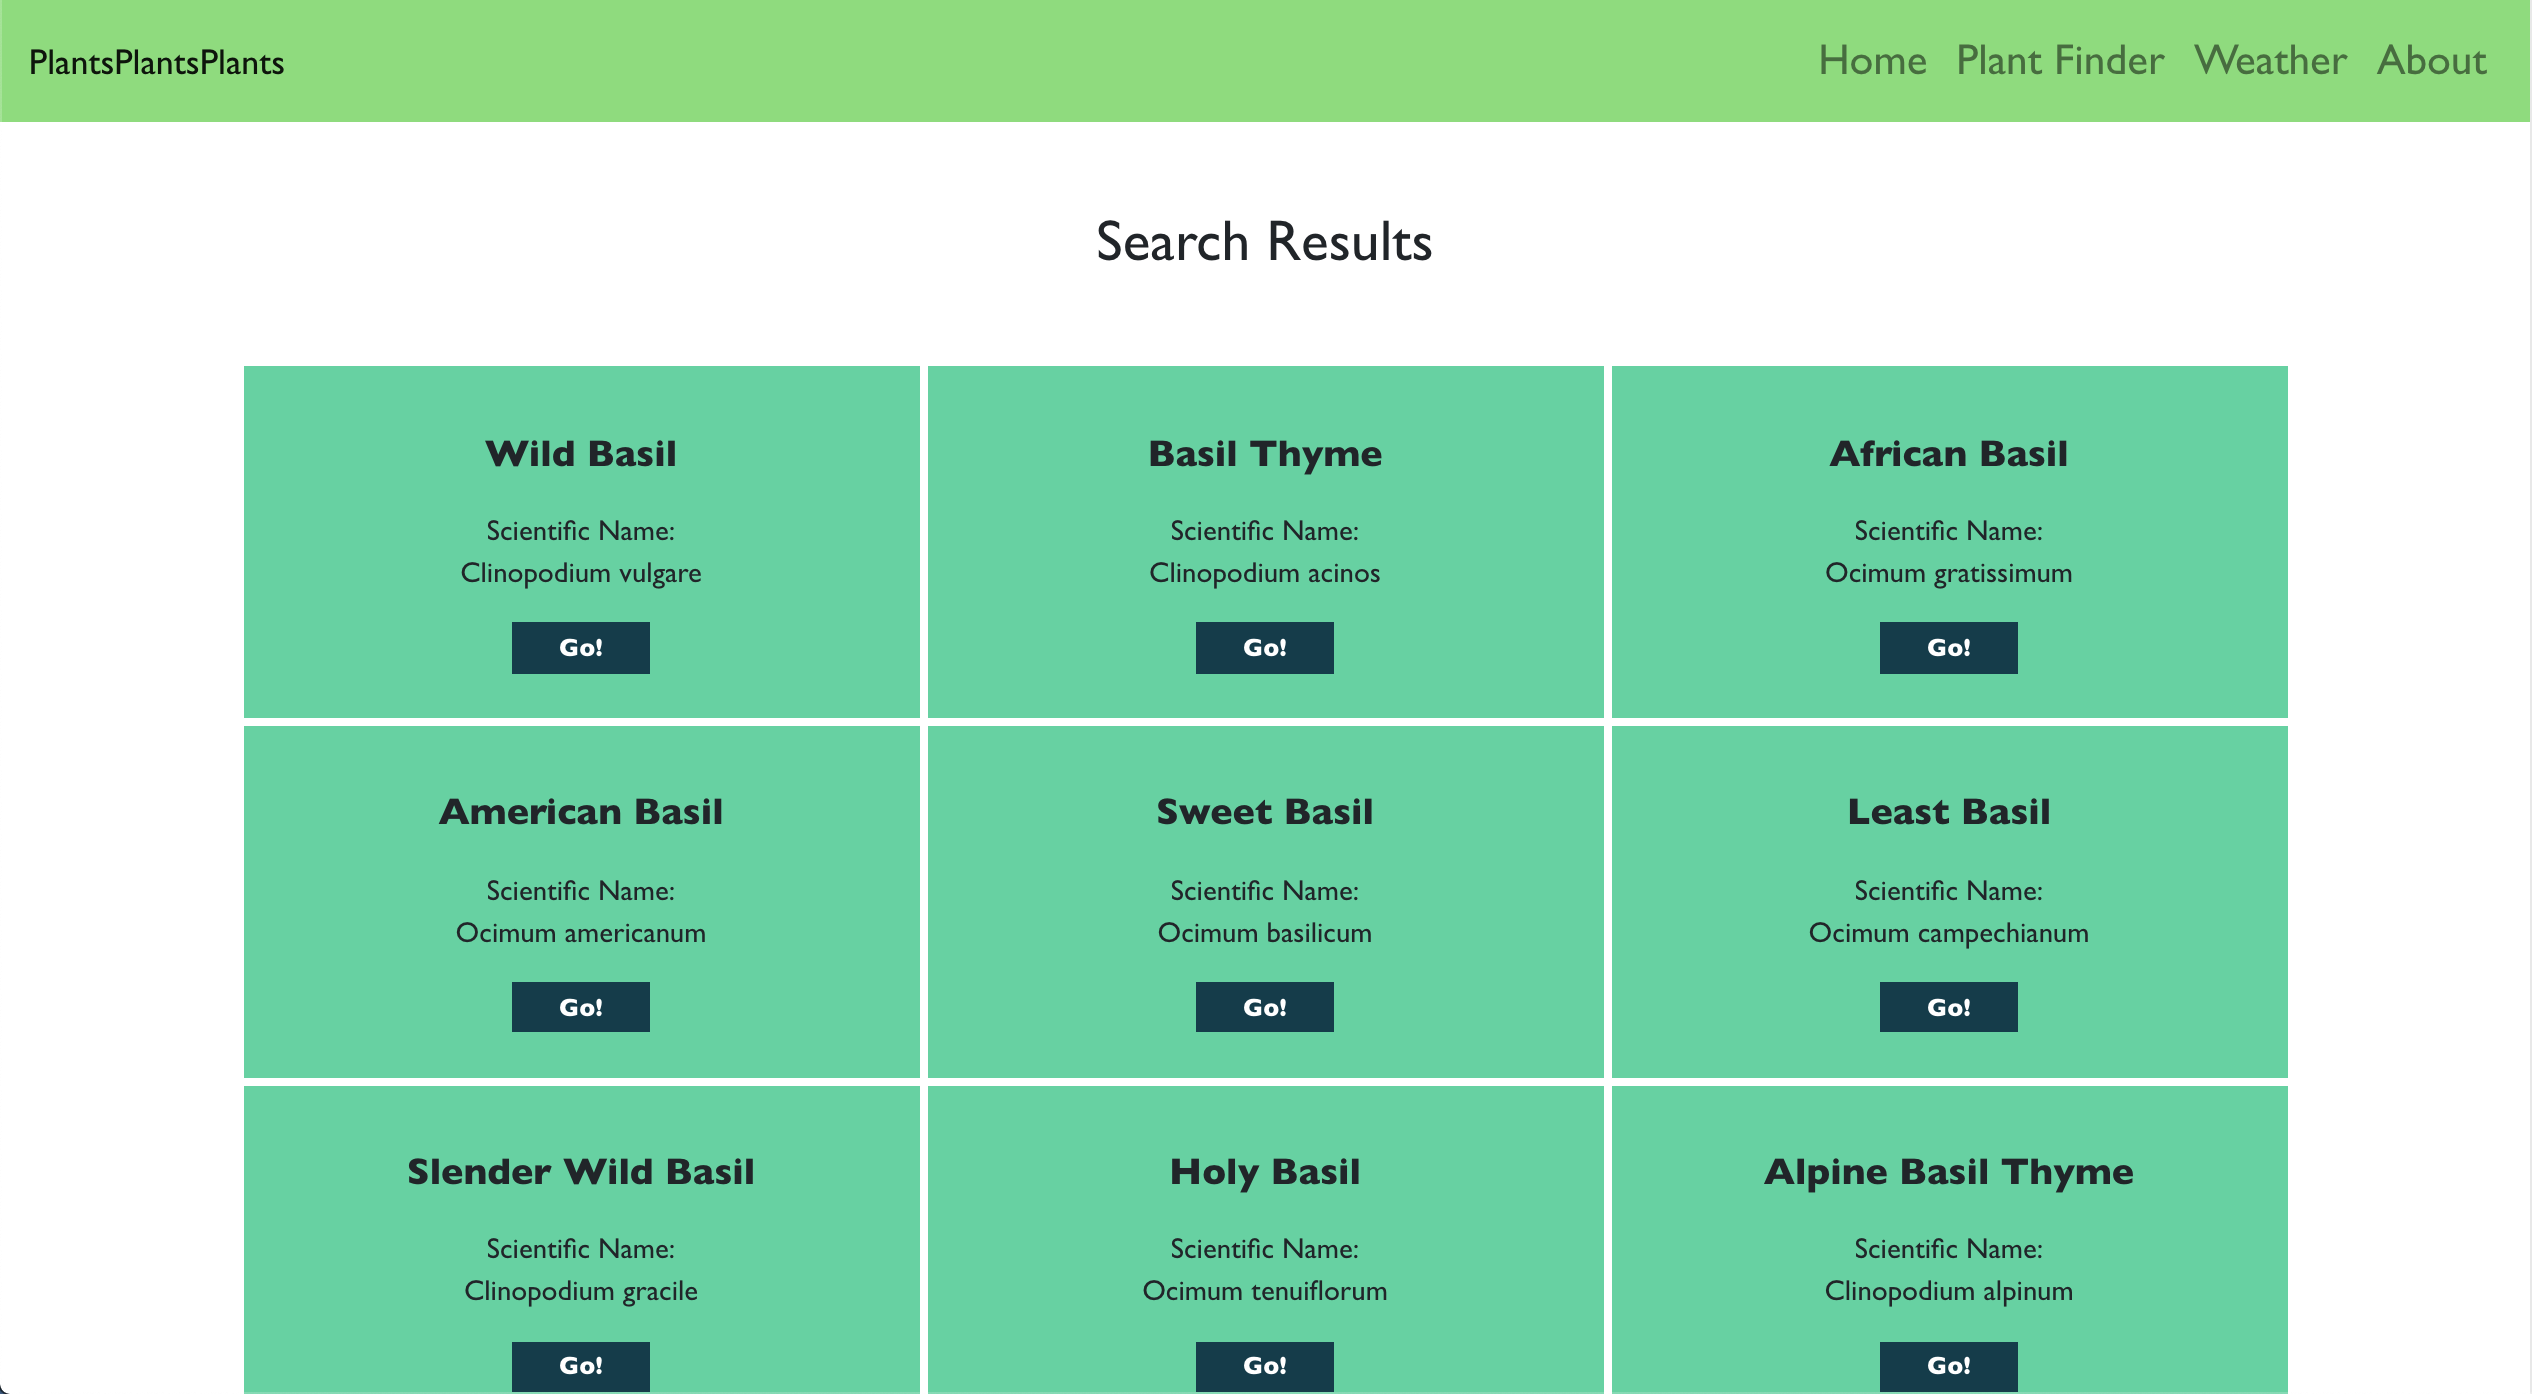 PlantsPlantsPlants
Home Plant Finder Weather About
Search Results
Wild Basil
Scientific Name:
Clinopodium vulgare
Go!
Basil Thyme
Scientific Name:
Clinopodium acinos
Go!
African Basil
Scientific Name:
Ocimum gratissimum
Go!
American Basil
Scientific Name:
Ocimum americanum
Go!
Sweet Basil
Scientific Name:
Ocimum basilicum
Go!
Least Basil
Scientific Name:
Ocimum campechianum
Go!
Slender Wild Basil
Scientific Name:
Clinopodium gracile
Go!
Holy Basil
Scientific Name:
Ocimum tenuiflorum
Go!
Alpine Basil Thyme
Scientific Name:
Clinopodium alpinum
Go!